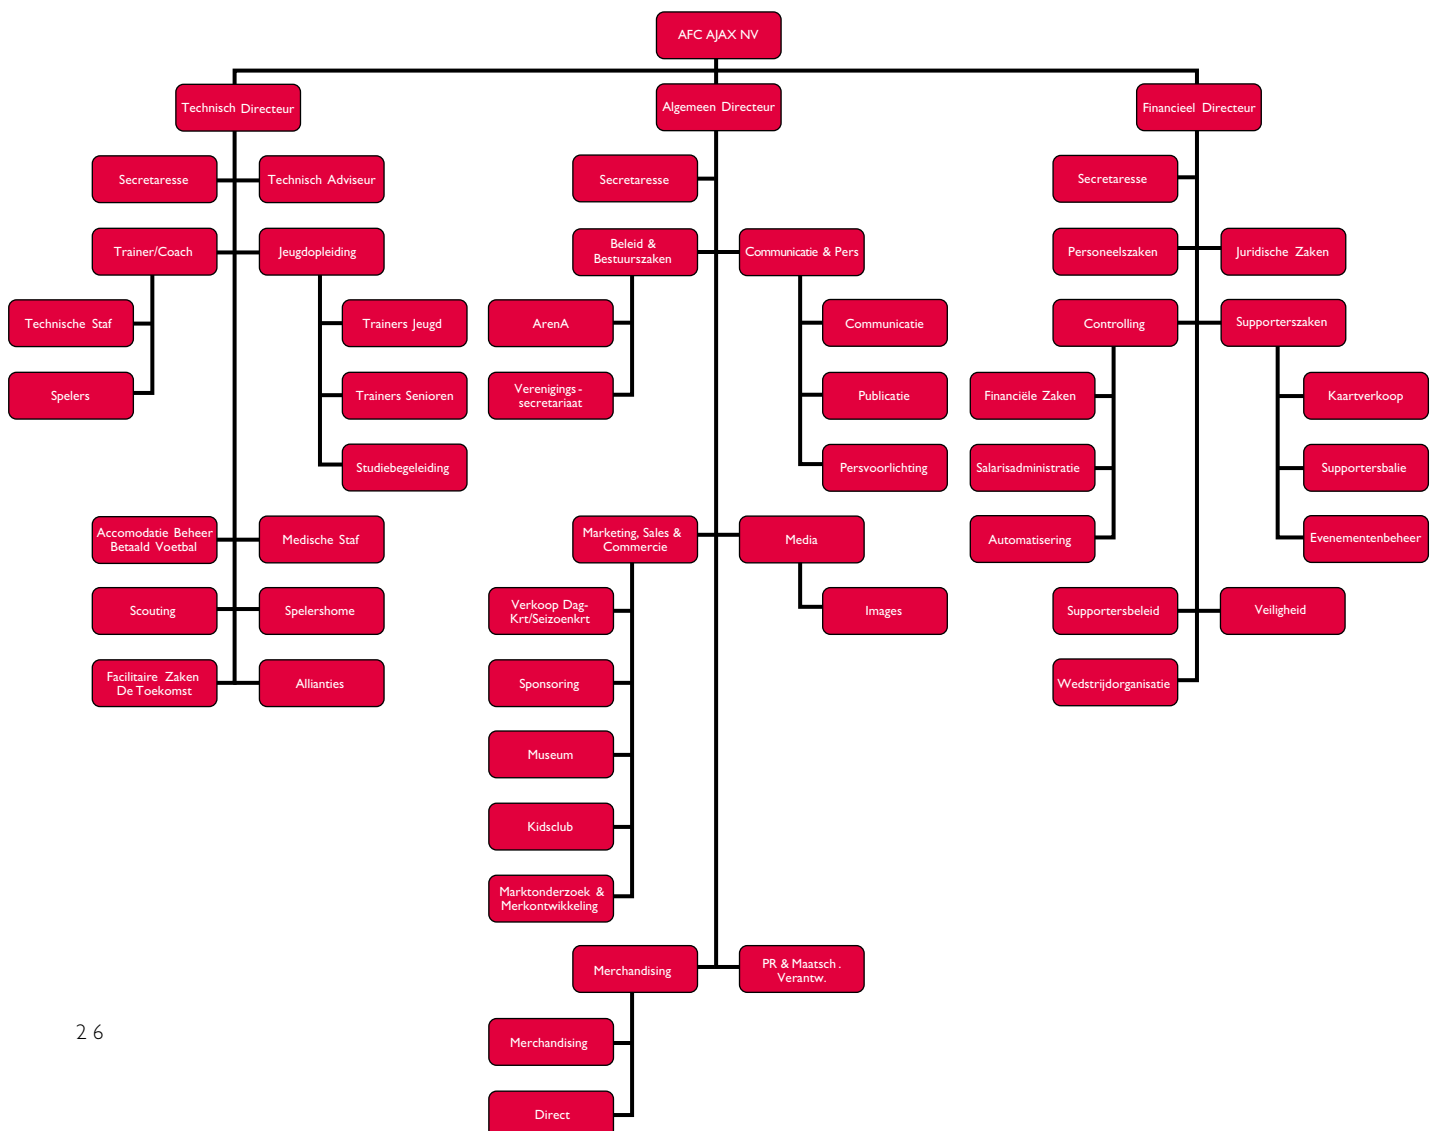 AFC AJAX NV
Technisch Directeur
Algemeen Directeur
Financieel Directeur
Secretaresse
Technisch Adviseur
Trainer/Coach
Jeugdopleiding
Technische Staf
Spelers
Trainers Jeugd
Trainers Senioren
Studiebegeleiding
Accomodatie Beheer
Betaald Voetbal
Medische Staf
Scouting
Spelershome
Facilitaire Zaken
De Toekomst
Allianties
Secretaresse
Beleid &
Bestuurszaken
Communicatie & Pers
ArenA
Verenigings-
secretariaat
Communicatie
Publicatie
Persvoorlichting
Marketing, Sales &
Commercie
Media
Verkoop Dag-
Krt/Seizoenkrt
Sponsoring
Museum
Kidsclub
Marktonderzoek &
Merkontwikkeling
Images
Merchandising
PR & Maatsch.
Verantw.
Merchandising
Direct
Secretaresse
Personeelszaken
Juridische Zaken
Controlling
Supporterszaken
Financiële Zaken
Salarisadministratie
Automatisering
Kaartverkoop
Supportersbalie
Evenementenbeheer
Supportersbeleid
Veiligheid
Wedstrijdorganisatie
26